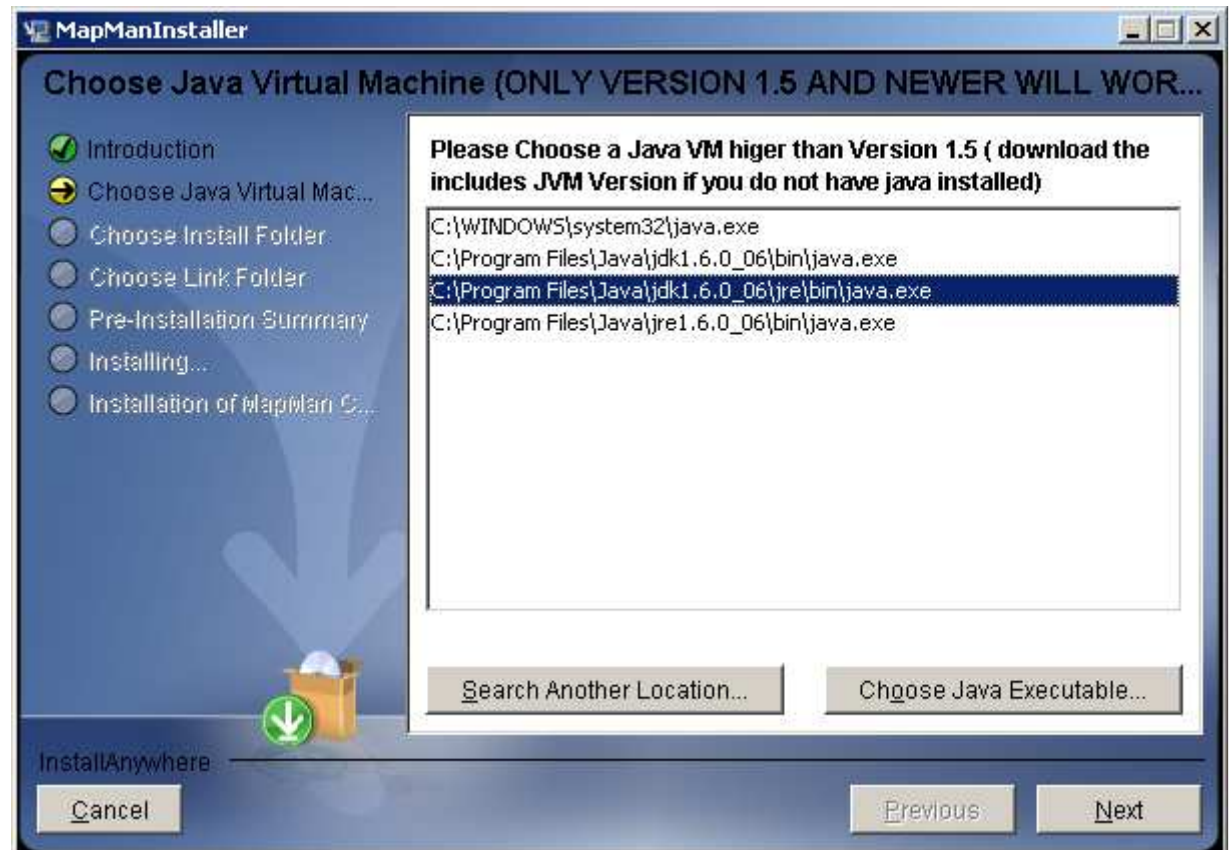 MapManInstaller
Choose Java Virtual Machine (ONLY VERSION 1.5 AND NEWER WILL WOR...
Introduction
Choose Java Virtual Mac...
Choose Install Folder
Choose Link Folder
Pre-Installation Summary
Installing...
Installation of MapMan C...
Please Choose a Java VM higer than Version 1.5 ( download the
includes JVM Version if you do not have java installed)
C:\WINDOWS\system32\java.exe
C:\Program Files\Java\jdk1.6.0_06\bin\java.exe
C:\Program Files\Java\jdk1.6.0_06\jre\bin\java.exe
C:\Program Files\Java\jre1.6.0_06\bin\java.exe
Search Another Location...
Choose Java Executable...
InstallAnywhere
Cancel
Previous
Next